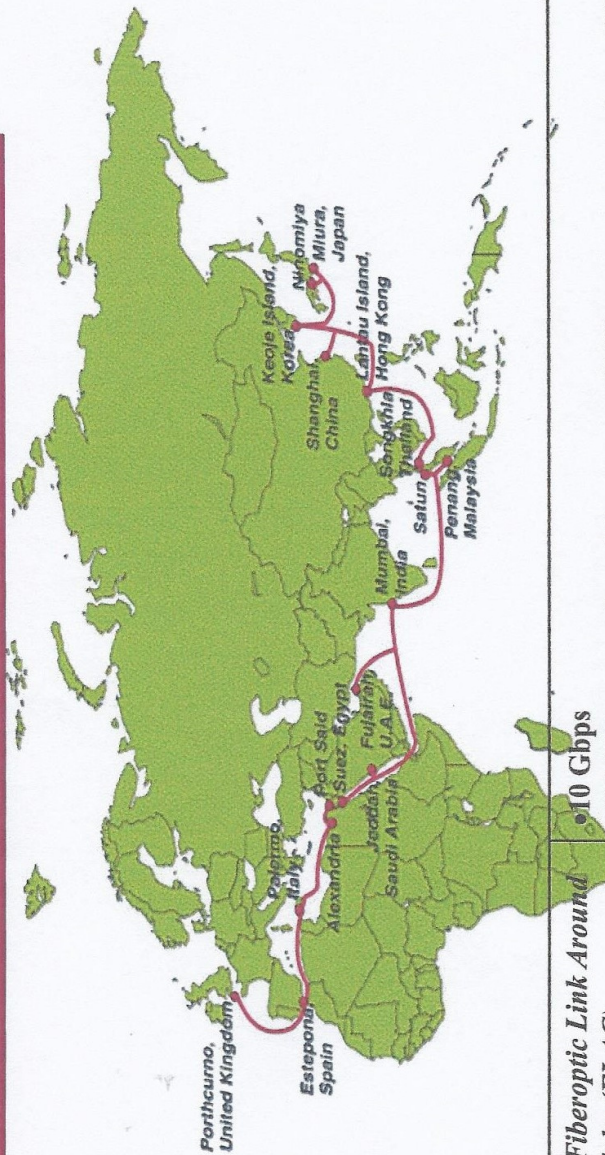 Porthcurno,
United Kingdom
Estepona,
Spain
Palermo,
Italy
Alexandria
Port Said
Suez, Egypt
Jeddah,
Saudi Arabia
Fujairah,
U.A.E.
Mumbai,
India
Penang
Malaysia
Satun
Songkhla
Thailand
Lantau Island,
Hong Kong
Shanghai,
China
Keoje Island,
Korea
Ninomiya
Miura,
Japan
Fiberoptic Link Around
(FLAG)
•10 Gbps